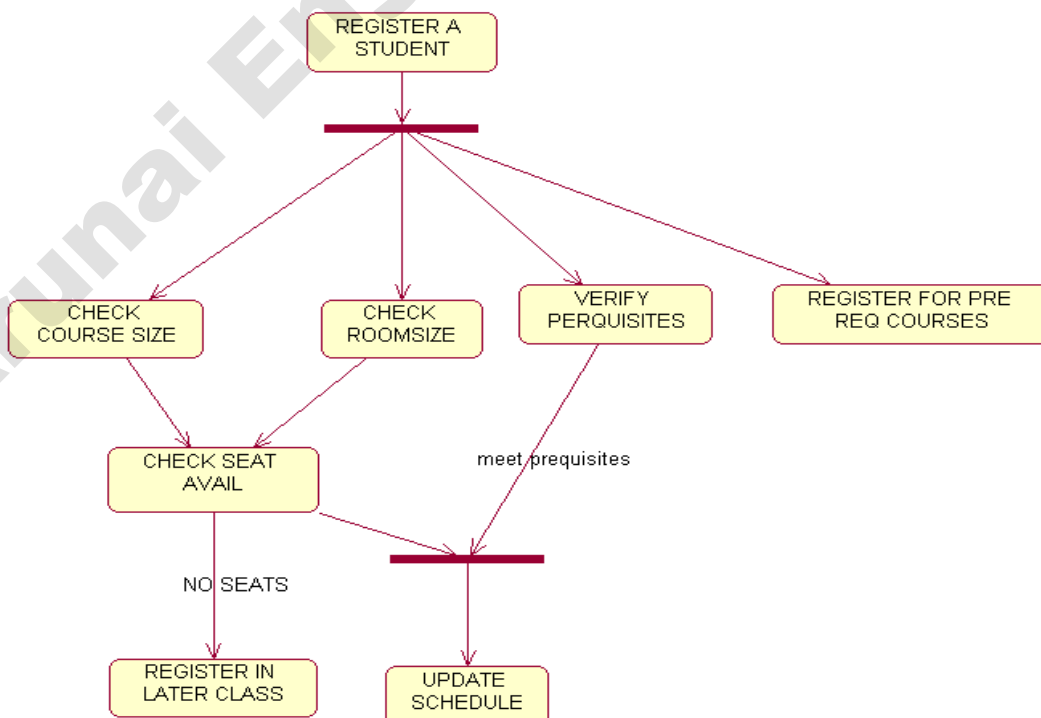 REGISTER A
STUDENT
CHECK
COURSE SIZE
CHECK
ROOMSIZE
VERIFY
PERQUISITES
REGISTER FOR PRE
REQ COURSES
CHECK SEAT
AVAIL
meet prequisites
NO SEATS
REGISTER IN
LATER CLASS
UPDATE
SCHEDULE